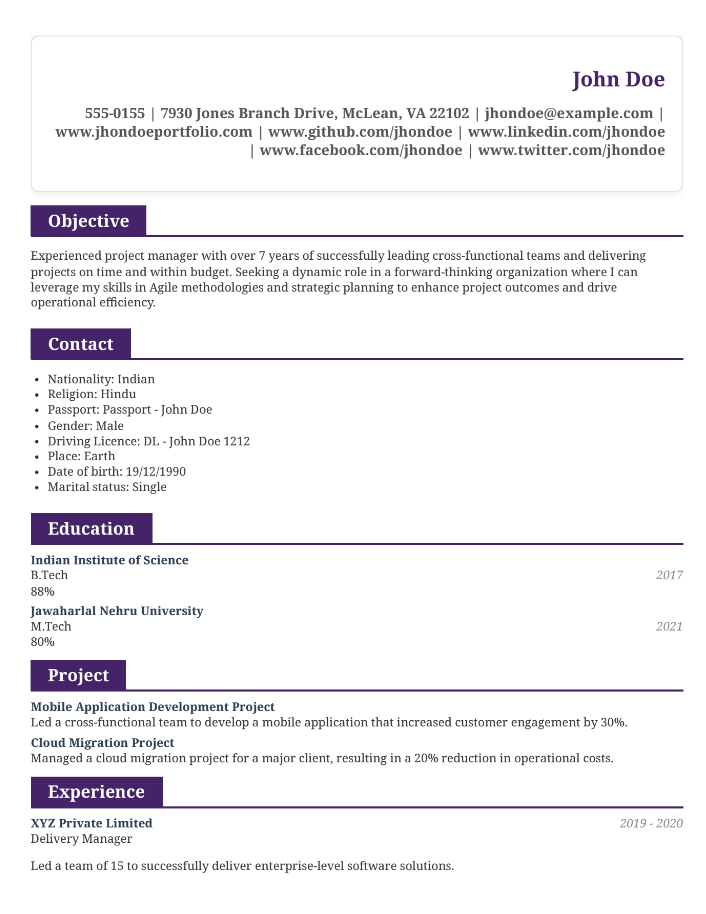 John Doe
555-0155 | 7930 Jones Branch Drive, McLean, VA 22102 | jhondoe@example.com |
www.jhondoeportfolio.com | www.github.com/jhondoe | www.linkedin.com/jhondoe
| www.facebook.com/jhondoe | www.twitter.com/jhondoe
Objective
Experienced project manager with over 7 years of successfully leading cross-functional teams and delivering
projects on time and within budget. Seeking a dynamic role in a forward-thinking organization where I can
leverage my skills in Agile methodologies and strategic planning to enhance project outcomes and drive
operational efficiency.
Contact
• Nationality: Indian
• Religion: Hindu
• Passport: Passport - John Doe
• Gender: Male
• Driving Licence: DL - John Doe 1212
• Place: Earth
• Date of birth: 19/12/1990
• Marital status: Single
Education
Indian Institute of Science
B.Tech 2017
88%
Jawaharlal Nehru University
M.Tech 2021
80%
Project
Mobile Application Development Project
Led a cross-functional team to develop a mobile application that increased customer engagement by 30%.
Cloud Migration Project
Managed a cloud migration project for a major client, resulting in a 20% reduction in operational costs.
Experience
XYZ Private Limited 2019 - 2020
Delivery Manager
Led a team of 15 to successfully deliver enterprise-level software solutions.